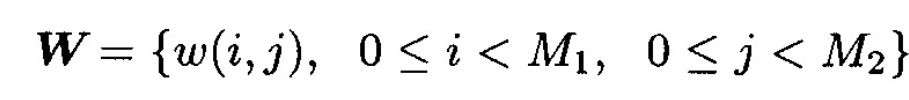 W = {w(i, j), 0 ≤ i < M₁, 0 ≤ j < M₂}